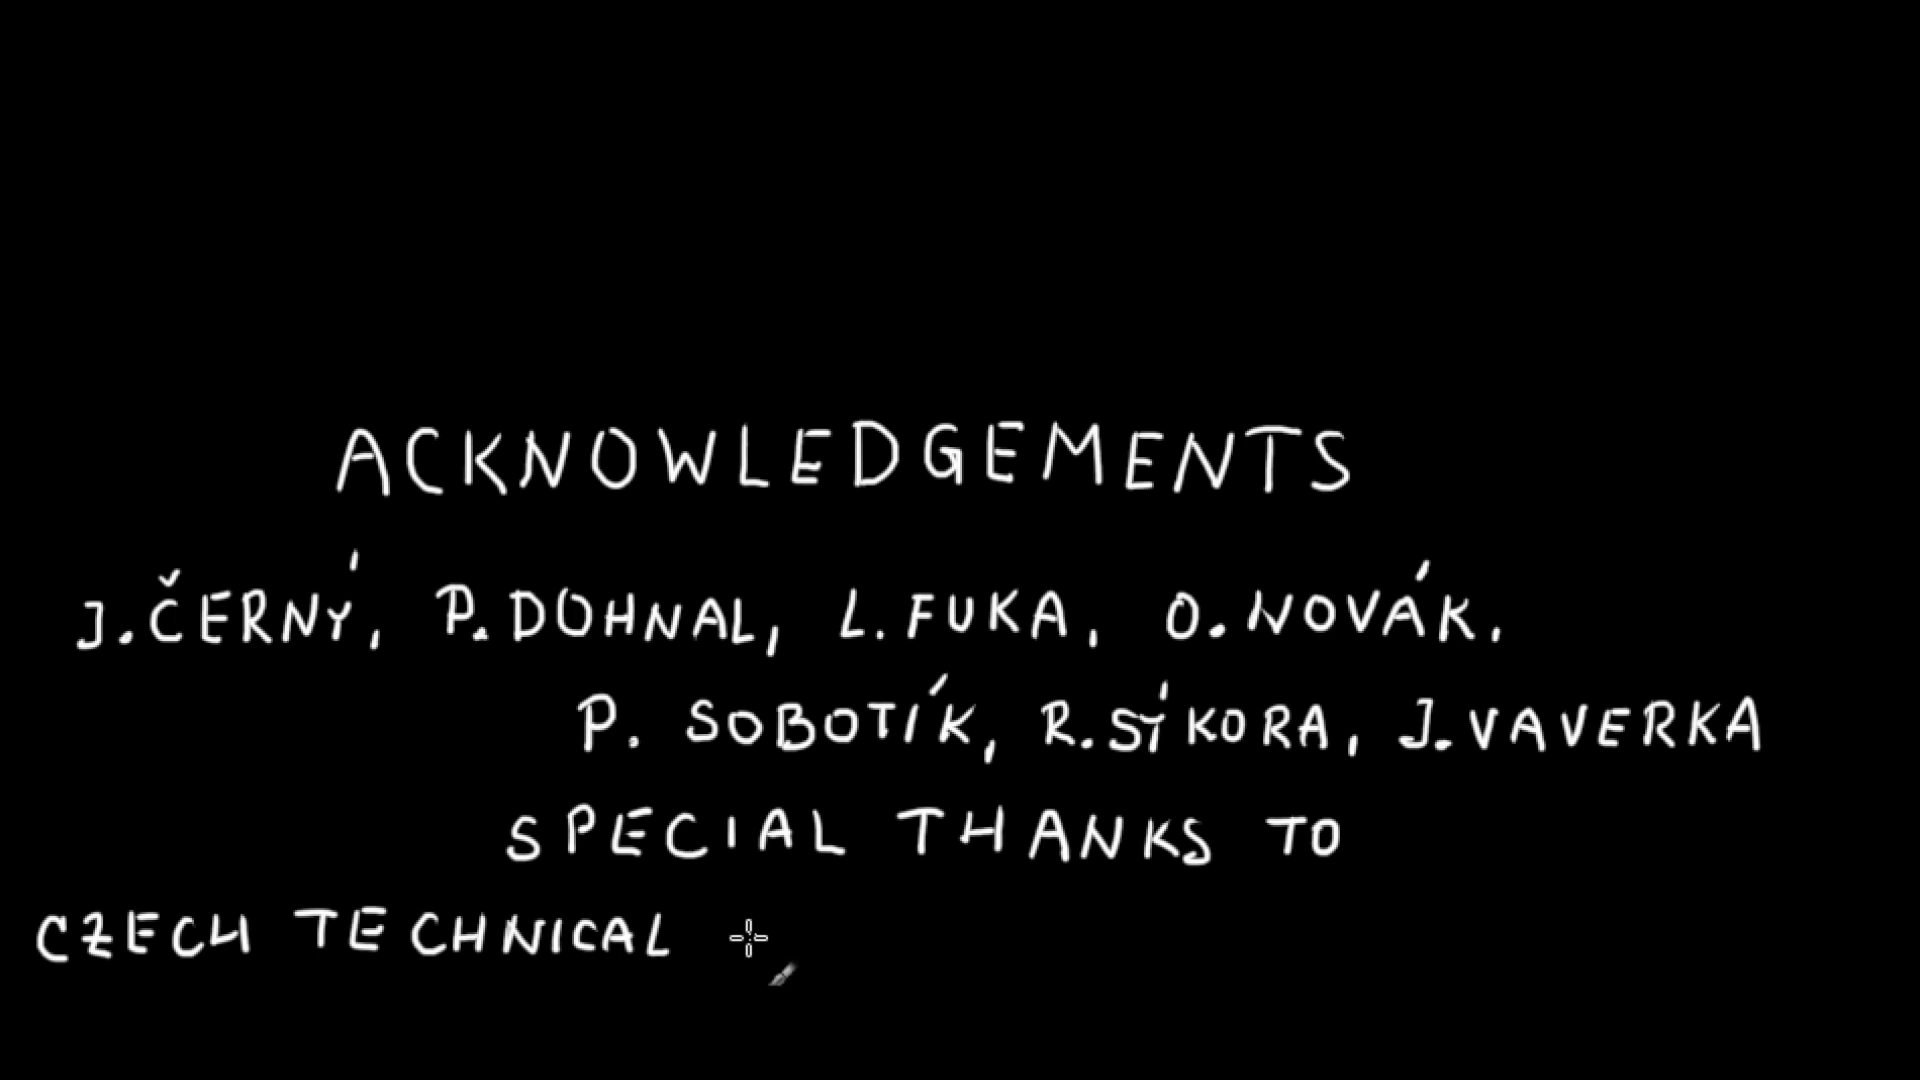 ACKNOWLEDGEMENTS
J. ČERNÝ, P. DOHNAL, L. FUKA, O. NOVÁK,
P. SOBOTÍK, R. SÍKORA, J. VAVERKA
SPECIAL THANKS TO
CZECH TECHNICAL